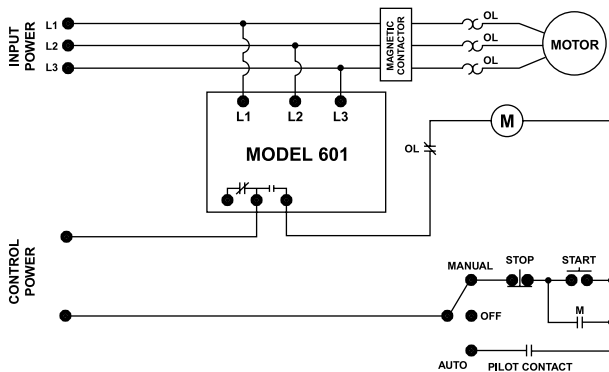 INPUT
POWER
L1
L2
L3
MAGNETIC
CONTACTOR
OL
OL
OL
MOTOR
L1 L2 L3
MODEL 601
OL
M
CONTROL
POWER
MANUAL
STOP
START
OFF
M
AUTO
PILOT CONTACT